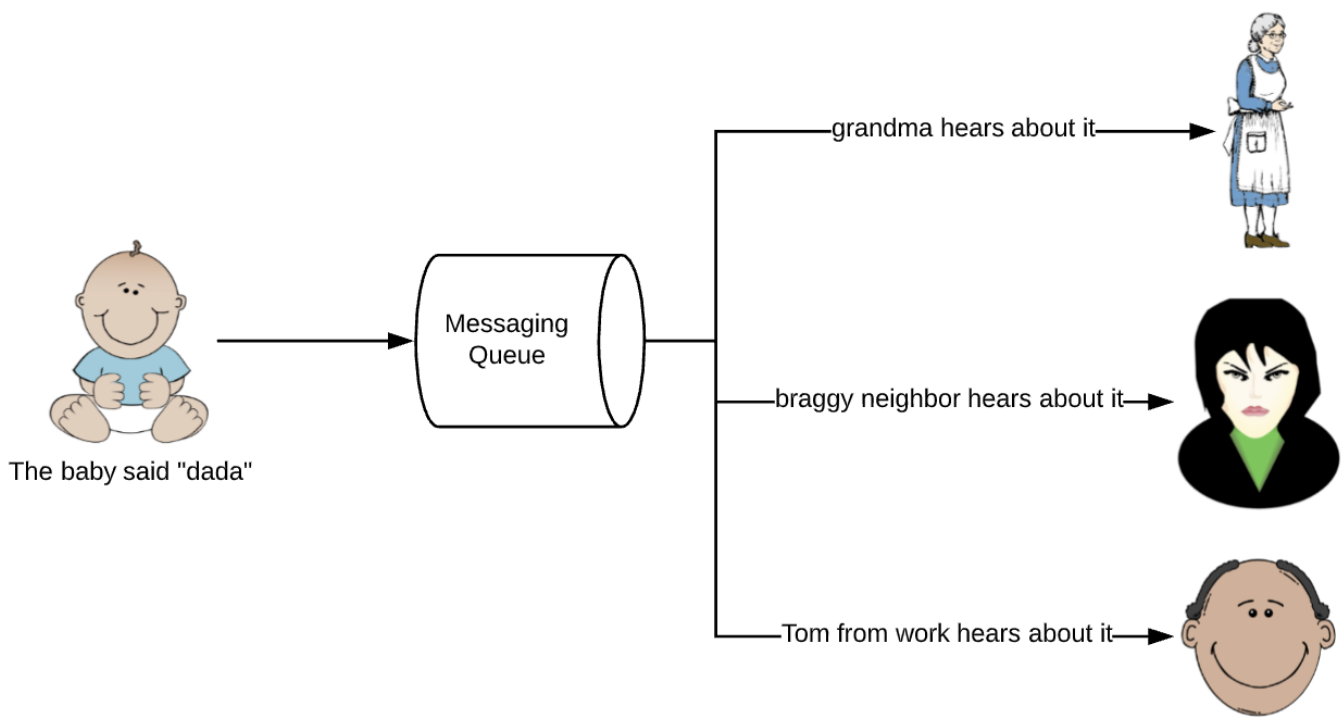 grandma hears about it
Messaging
Queue
braggy neighbor hears about it
The baby said "dada"
Tom from work hears about it